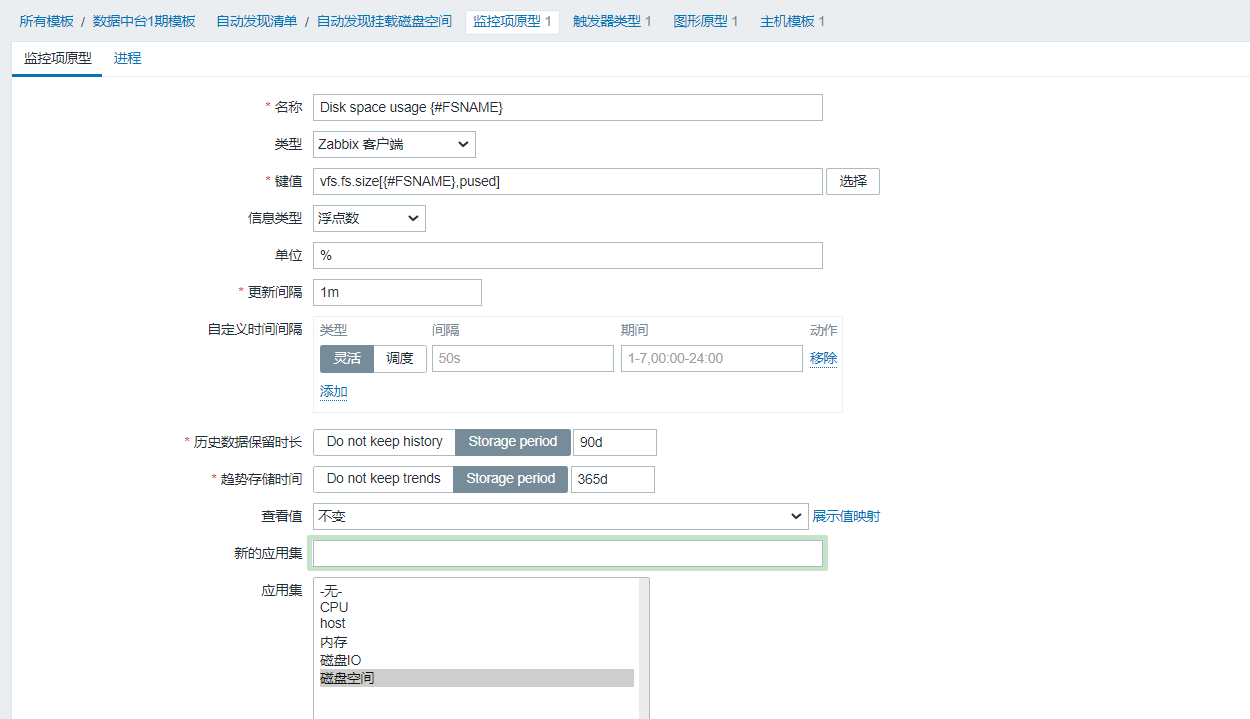 所有模板 / 数据中台1期模板 自动发现清单 / 自动发现挂载磁盘空间 监控项原型 1 触发器类型 1 图形原型 1 主机模板 1
监控项原型 进程
* 名称 Disk space usage {#FSNAME}
类型 Zabbix 客户端
* 键值 vfs.fs.size[{#FSNAME},pused] 选择
信息类型 浮点数
单位 %
* 更新间隔 1m
自定义时间间隔 类型 间隔 期间 动作
灵活 调度 50s 1-7,00:00-24:00 移除
添加
* 历史数据保留时长 Do not keep history Storage period 90d
* 趋势存储时间 Do not keep trends Storage period 365d
查看值 不变 展示值映射
新的应用集
应用集 -无-
CPU
host
内存
磁盘IO
磁盘空间